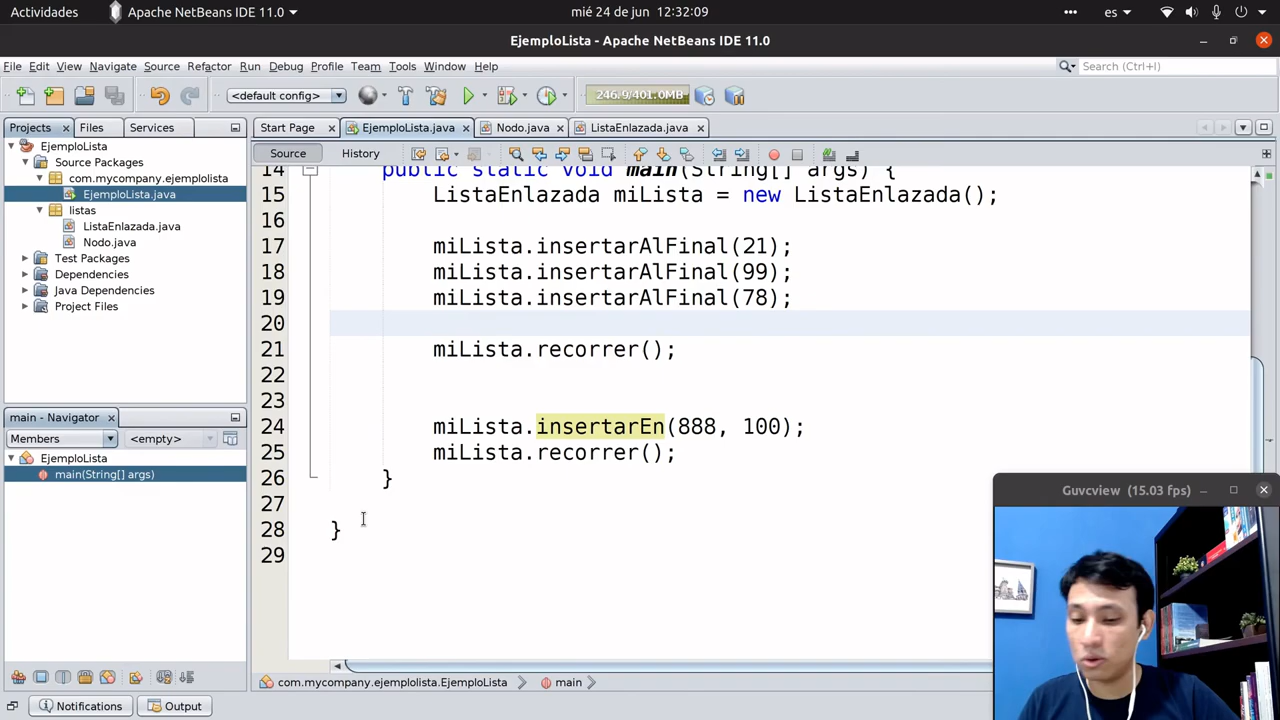 Actividades Apache NetBeans IDE 11.0 mié 24 de jun 12:32:09 es
EjemploLista - Apache NetBeans IDE 11.0
File Edit View Navigate Source Refactor Run Debug Profile Team Tools Window Help Search (Ctrl+I)
<default config> 246.9/401.0MB
Projects Files Services Start Page EjemploLista.java Nodo.java ListaEnlazada.java
EjemploLista
Source Packages
com.mycompany.ejemplolista
EjemploLista.java
listas
ListaEnlazada.java
Nodo.java
Test Packages
Dependencies
Java Dependencies
Project Files
main - Navigator
Members <empty>
EjemploLista
main(String[] args)
Source History
14 public static void main(String[] args) {
15 ListaEnlazada miLista = new ListaEnlazada();
16
17 miLista.insertarAlFinal(21);
18 miLista.insertarAlFinal(99);
19 miLista.insertarAlFinal(78);
20
21 miLista.recorrer();
22
23
24 miLista.insertarEn(888, 100);
25 miLista.recorrer();
26 }
27
28 }
29
Guvcview (15.03 fps)
com.mycompany.ejemplolista.EjemploLista main
Notifications Output